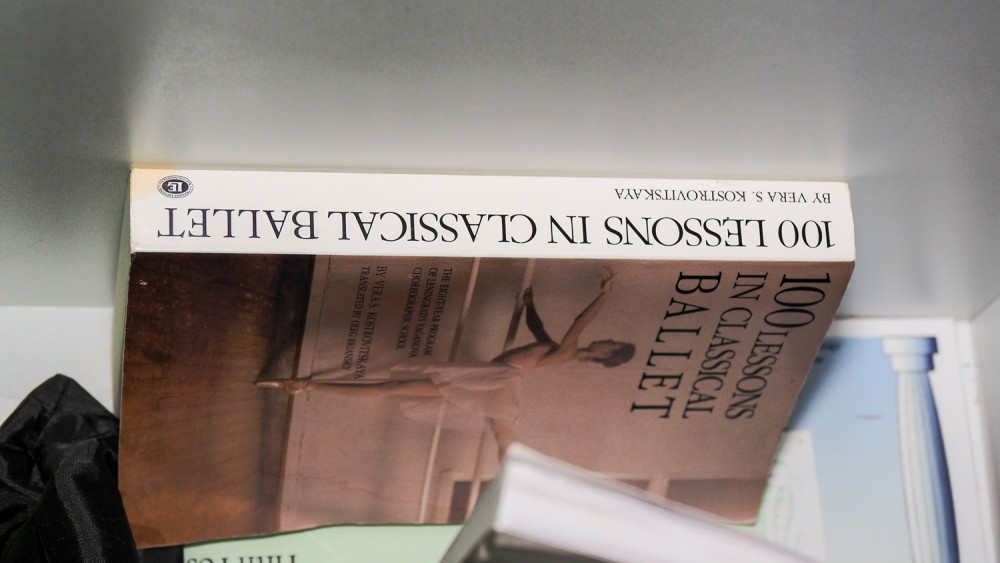 100 LESSONS IN CLASSICAL BALLET
BY VERA S. KOSTROVITSKAYA
100 LESSONS
IN CLASSICAL
BALLET
THE EIGHT-YEAR PROGRAM
OF LENINGRAD'S VAGANOVA
CHOREOGRAPHIC SCHOOL
BY VERA S. KOSTROVITSKAYA
TRANSLATED BY OLEG BRIANSKY